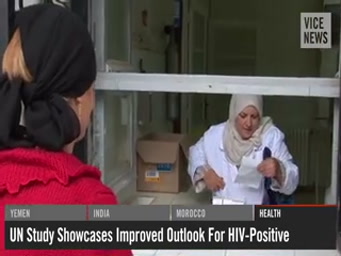 VICE
NEWS
YEMEN INDIA MOROCCO HEALTH
UN Study Showcases Improved Outlook For HIV-Positive